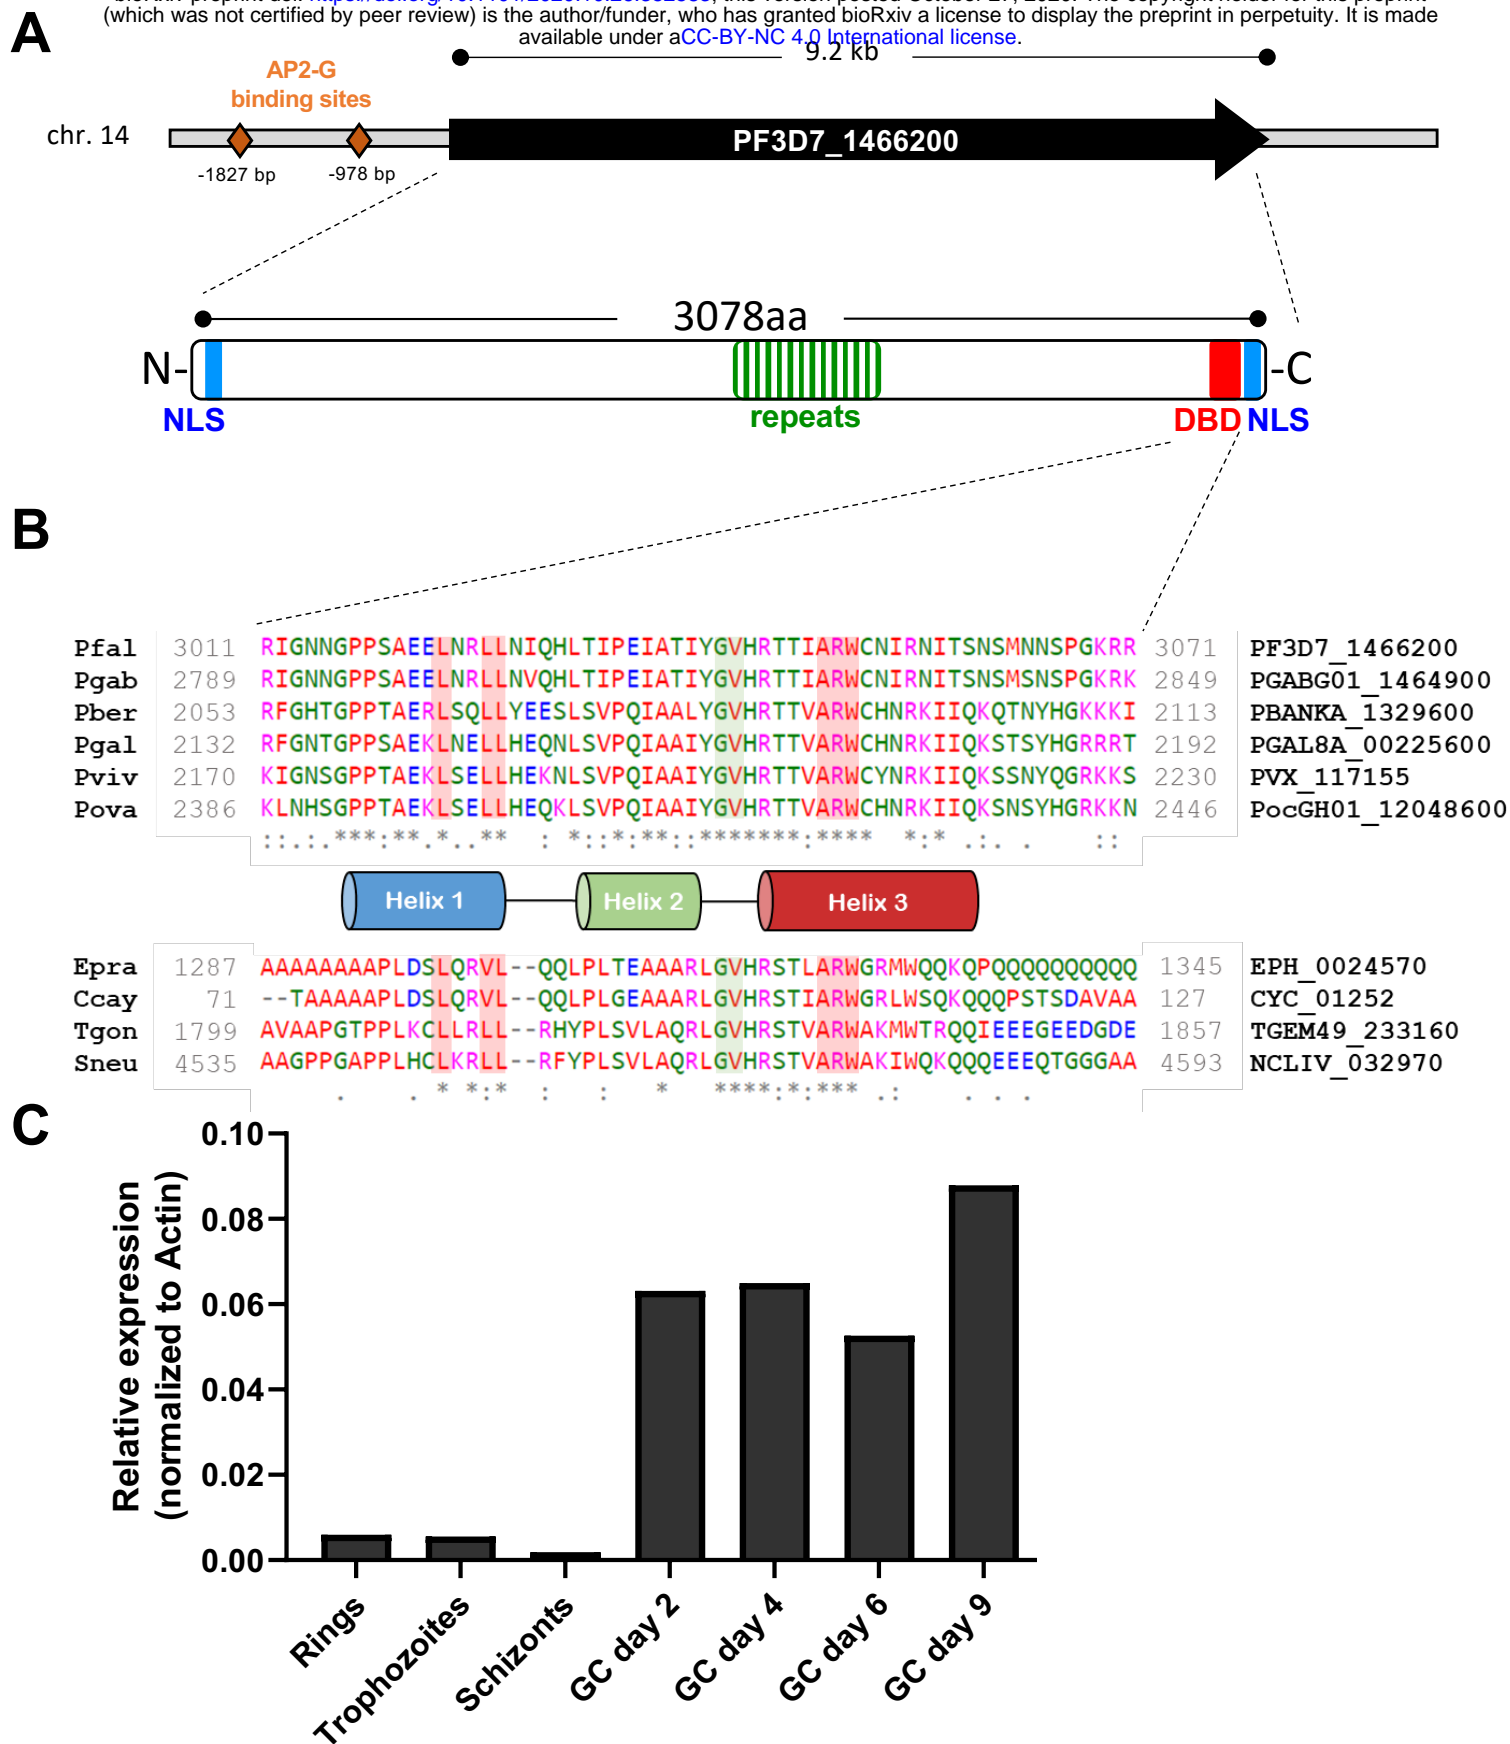 (which was not certified by peer review) is the author/funder, who has granted bioRxiv a license to display the preprint in perpetuity. It is made
available under aCC-BY-NC 4.0 International license.
A
9.2 kb
AP2-G
binding sites
chr. 14
PF3D7_1466200
-1827 bp
-978 bp
3078aa
N-
-C
NLS
repeats
DBD
NLS
B
Pfal 3011 RIGNNGPPSAEELNRLLNIQHLTIPEIATIYGVHRTTIARWCNIRNITSNSMNNSPGKRR 3071 PF3D7_1466200
Pgab 2789 RIGNNGPPSAEELNRLLNVQHLTIPEIATIYGVHRTTIARWCNIRNITSNSMSNSPGKRK 2849 PGABG01_1464900
Pber 2053 RFGHTGPPTAERLSQLLYEESLSVPQIAALYGVHRTTVARWCHNRKIIQKQTNYHGKKKI 2113 PBANKA_1329600
Pgal 2132 RFGNTGPPSAEKLNELLHEQNLSVPQIAAIYGVHRTTVARWCHNRKIIQKSTSYHGRRRT 2192 PGAL8A_00225600
Pviv 2170 KIGNSGPPTAEKLSELLHEKNLSVPQIAAIYGVHRTTVARWCYNRKIIQKSSNYQGRKKS 2230 PVX_117155
Pova 2386 KLNHSGPPTAEKLSELLHEQKLSVPQIAAIYGVHRTTVARWCHNRKIIQKSNSYHGRKKN 2446 PocGH01_12048600
::.:.***:**.*..** : *::*:**::*******:**** *:* .:. . ::
Helix 1
Helix 2
Helix 3
Epra 1287 AAAAAAAAPLDSLQRVL--QQLPLTEAAARLGVHRSTLARWGRMWQQKQPQQQQQQQQQQ 1345 EPH_0024570
Ccay 71 --TAAAAAPLDSLQRVL--QQLPLGEAAARLGVHRSTIARWGRLWSQKQQQPSTSDAVAA 127 CYC_01252
Tgon 1799 AVAAPGTPPLKCLLRLL--RHYPLSVLAQRLGVHRSTVARWAKMWTRQQIEEEGEEDGDE 1857 TGEM49_233160
Sneu 4535 AAGPPGAPPLHCLKRLL--RFYPLSVLAQRLGVHRSTVARWAKIWQKQQQEEEQTGGGAA 4593 NCLIV_032970
. . * *:* : : * ****:*:*** .: . . .
C
Relative expression
(normalized to Actin)
0.10
0.08
0.06
0.04
0.02
0.00
Rings
Trophozoites
Schizonts
GC day 2
GC day 4
GC day 6
GC day 9